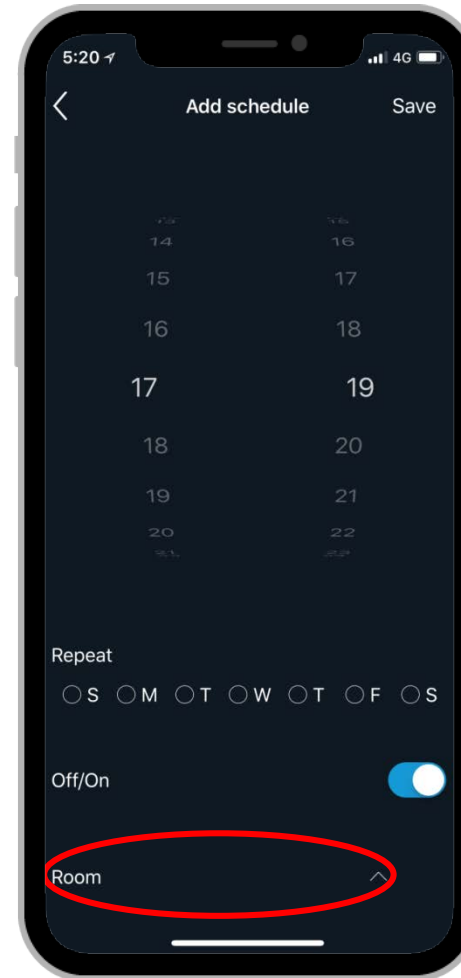 5:20 4G
Add schedule Save
14 16
15 17
16 18
17 19
18 20
19 21
20 22
Repeat
S M T W T F S
Off/On
Room